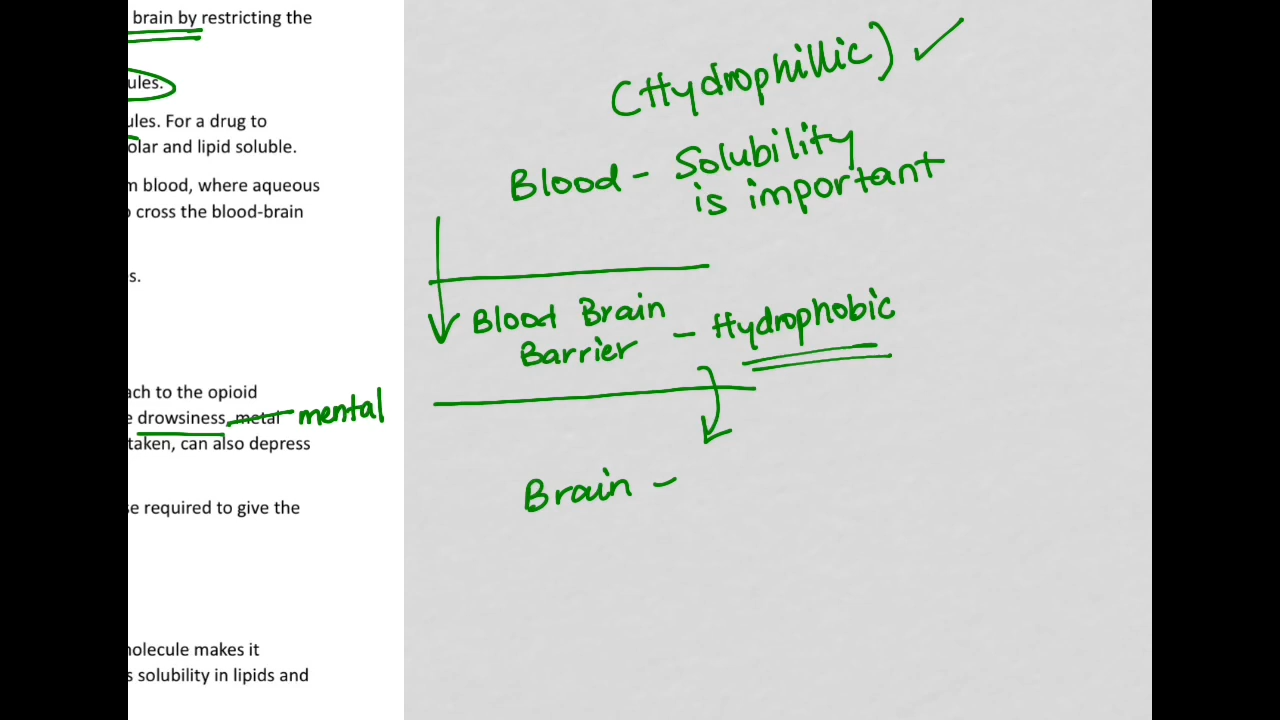 brain by restricting the
ules.
ules. For a drug to
olar and lipid soluble.
m blood, where aqueous
o cross the blood-brain
s.
ach to the opioid
e drowsiness, metal mental
taken, can also depress
se required to give the
nolecule makes it
s solubility in lipids and
(Hydrophillic) ✓
Blood - Solubility
is important
Blood Brain
Barrier - Hydrophobic
Brain -